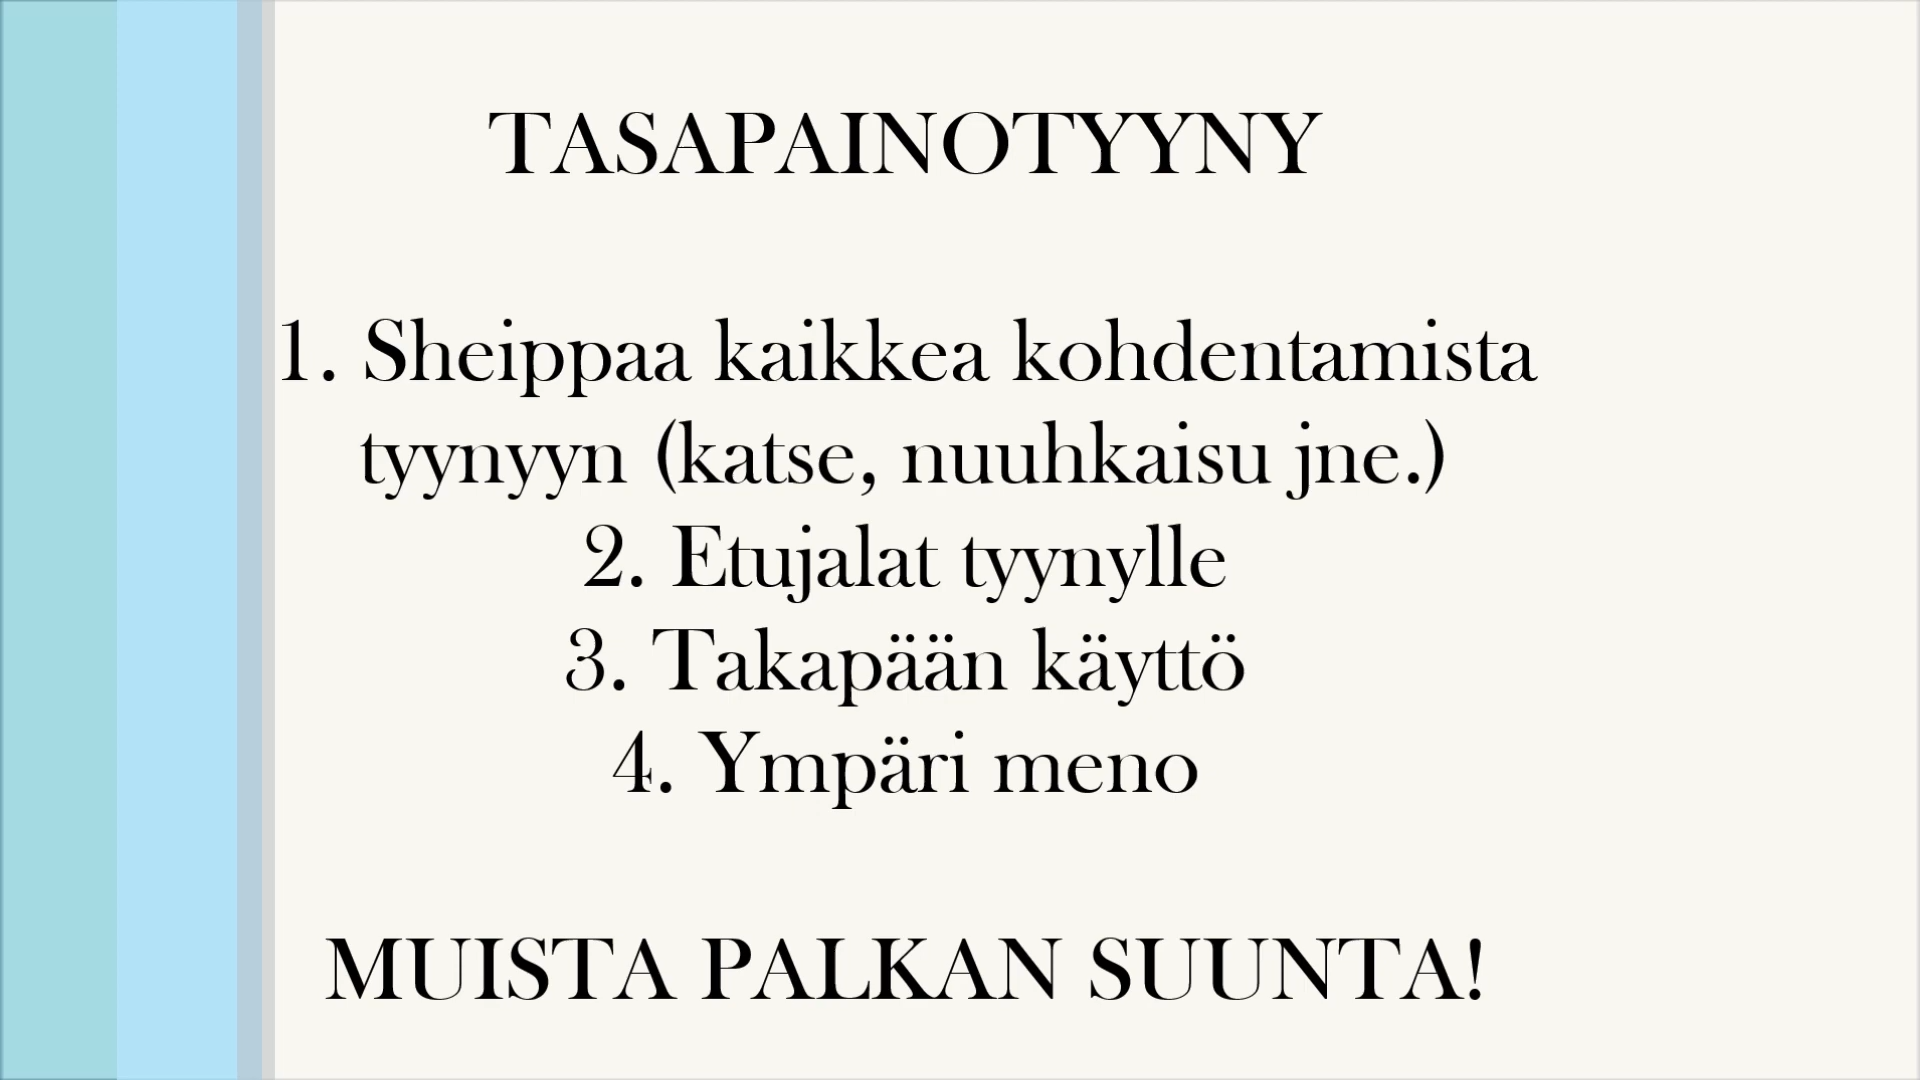 TASAPAINOTYYNY
1. Sheippaa kaikkea kohdentamista
tyynyyn (katse, nuuhkaisu jne.)
2. Etujalat tyynylle
3. Takapään käyttö
4. Ympäri meno
MUISTA PALKAN SUUNTA!